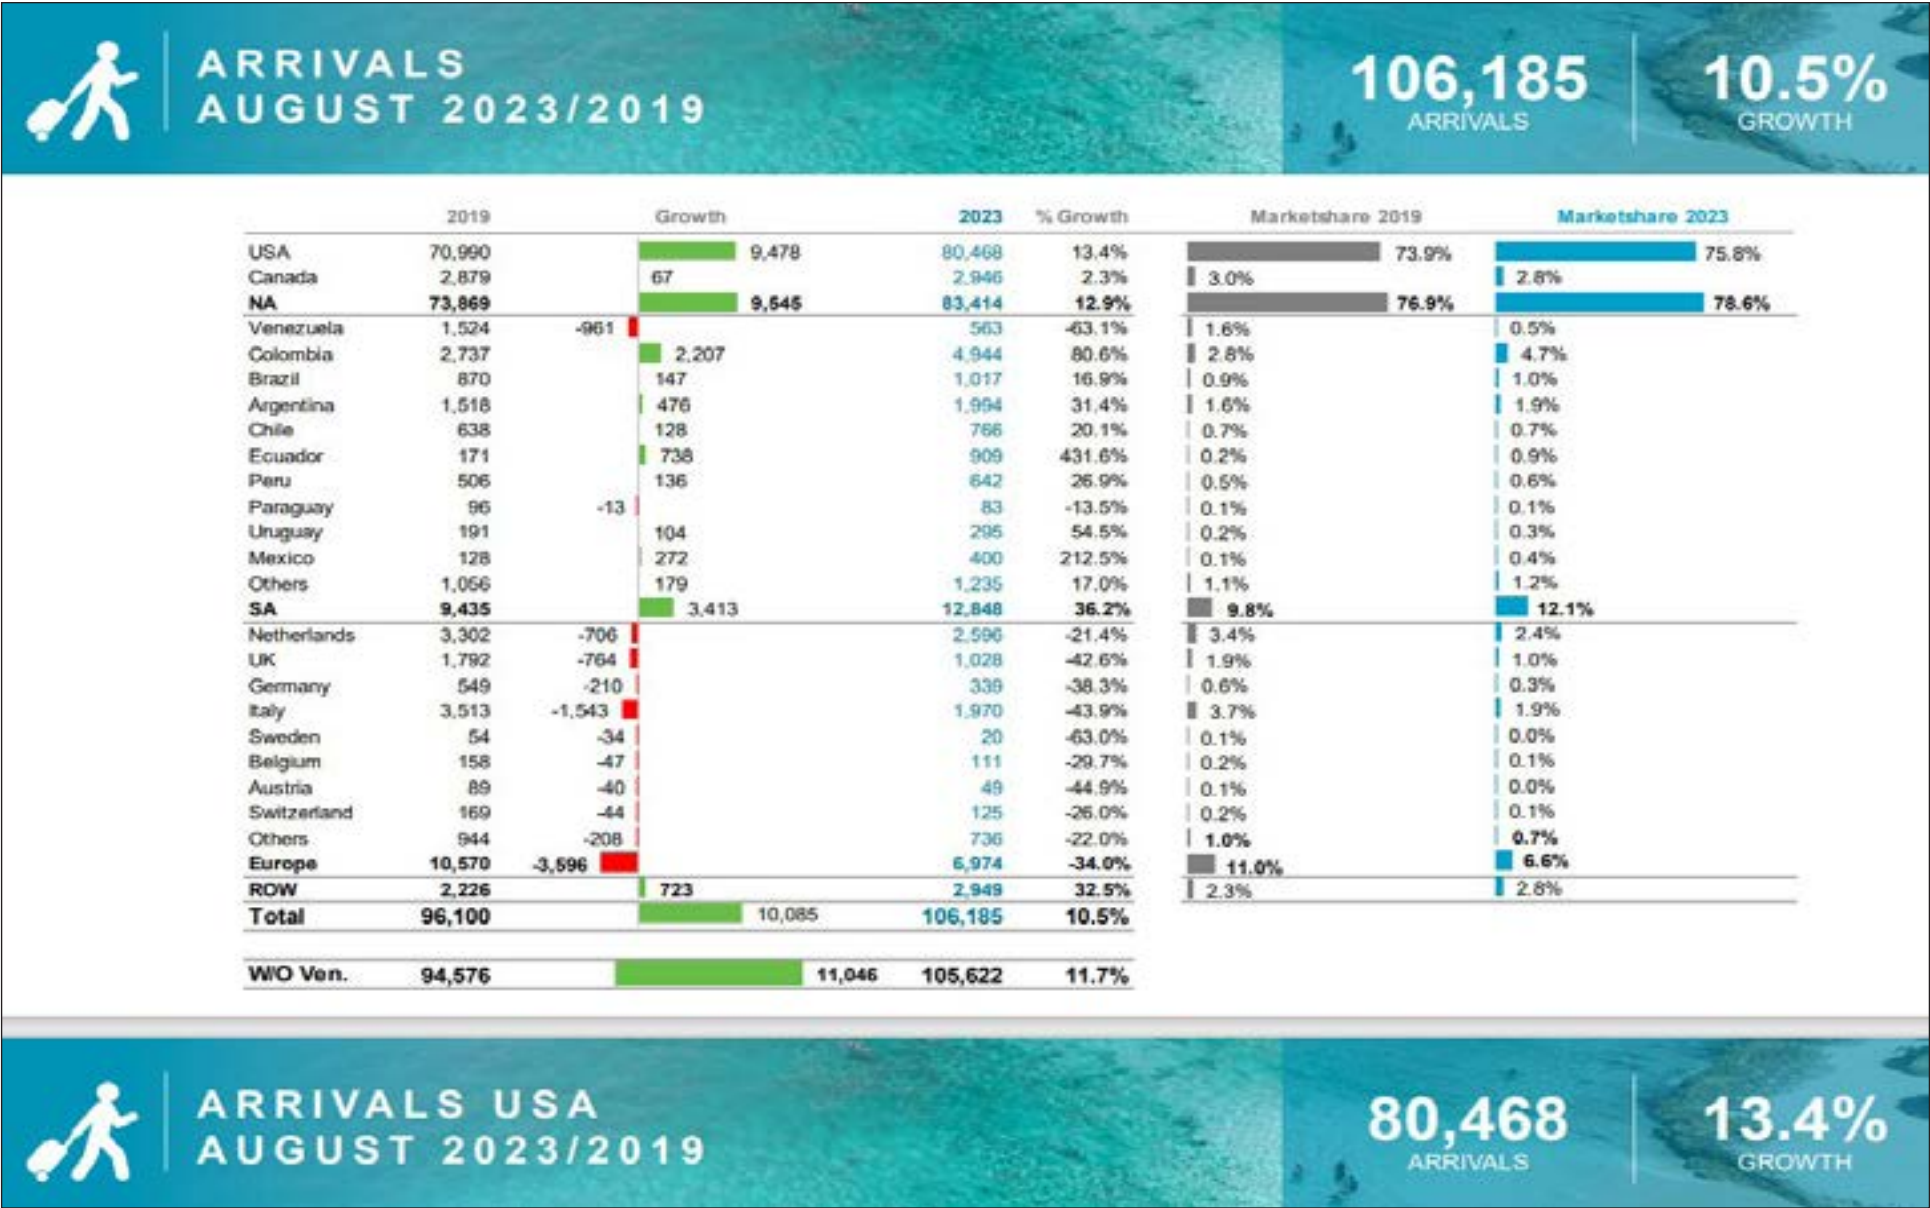 ARRIVALS
AUGUST 2023/2019
106,185
ARRIVALS
10.5%
GROWTH
2019 Growth 2023 % Growth Marketshare 2019 Marketshare 2023
USA 70,990 9,478 80,468 13.4% 73.9% 75.8%
Canada 2,879 67 2,946 2.3% 3.0% 2.8%
NA 73,869 9,545 83,414 12.9% 76.9% 78.6%
Venezuela 1,524 -961 563 -63.1% 1.6% 0.5%
Colombia 2,737 2,207 4,944 80.6% 2.8% 4.7%
Brazil 870 147 1,017 16.9% 0.9% 1.0%
Argentina 1,518 476 1,994 31.4% 1.6% 1.9%
Chile 638 128 766 20.1% 0.7% 0.7%
Ecuador 171 738 909 431.6% 0.2% 0.9%
Peru 506 136 642 26.9% 0.5% 0.6%
Paraguay 96 -13 83 -13.5% 0.1% 0.1%
Uruguay 191 104 295 54.5% 0.2% 0.3%
Mexico 128 272 400 212.5% 0.1% 0.4%
Others 1,056 179 1,235 17.0% 1.1% 1.2%
SA 9,435 3,413 12,848 36.2% 9.8% 12.1%
Netherlands 3,302 -706 2,596 -21.4% 3.4% 2.4%
UK 1,792 -764 1,028 -42.6% 1.9% 1.0%
Germany 549 -210 339 -38.3% 0.6% 0.3%
Italy 3,513 -1,543 1,970 -43.9% 3.7% 1.9%
Sweden 54 -34 20 -63.0% 0.1% 0.0%
Belgium 158 -47 111 -29.7% 0.2% 0.1%
Austria 89 -40 49 -44.9% 0.1% 0.0%
Switzerland 169 -44 125 -26.0% 0.2% 0.1%
Others 944 -208 736 -22.0% 1.0% 0.7%
Europe 10,570 -3,596 6,974 -34.0% 11.0% 6.6%
ROW 2,226 723 2,949 32.5% 2.3% 2.8%
Total 96,100 10,085 106,185 10.5%
W/O Ven. 94,576 11,046 105,622 11.7%
ARRIVALS USA
AUGUST 2023/2019
80,468
ARRIVALS
13.4%
GROWTH